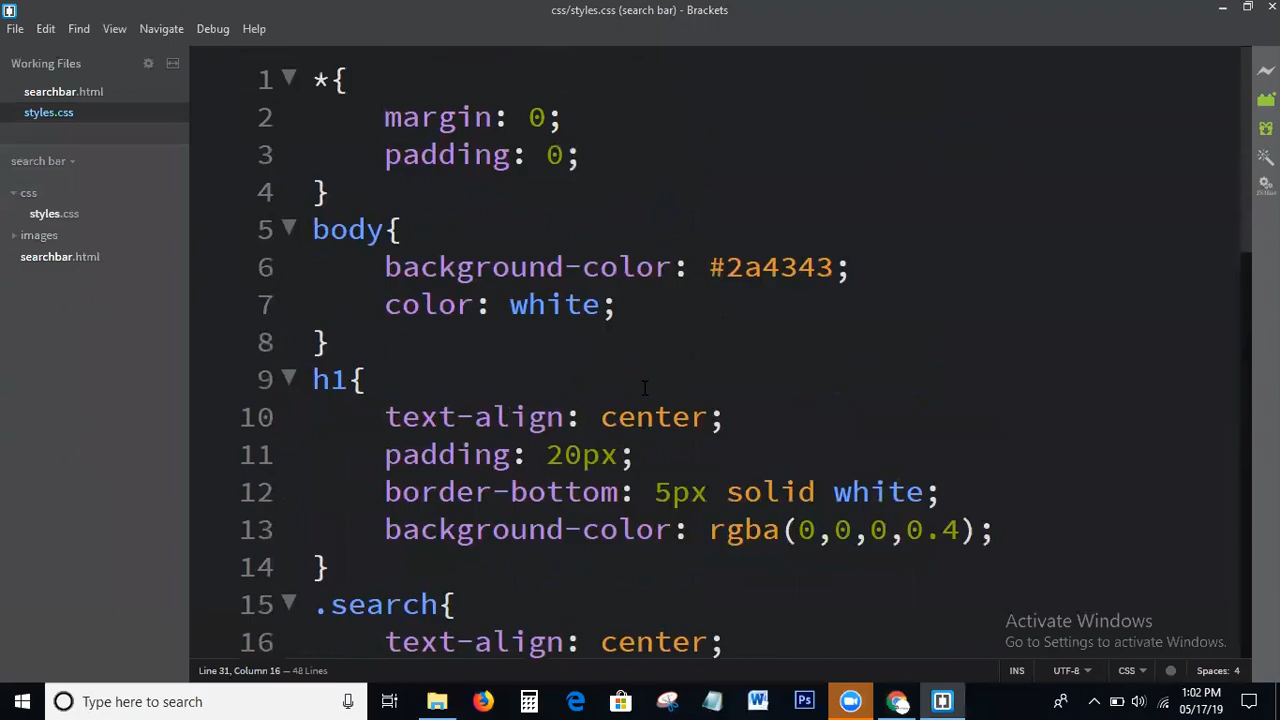 css/styles.css (search bar) - Brackets
File Edit Find View Navigate Debug Help
Working Files
searchbar.html
styles.css
search bar
css
styles.css
images
searchbar.html
1 *{
2 margin: 0;
3 padding: 0;
4 }
5 body{
6 background-color: #2a4343;
7 color: white;
8 }
9 h1{
10 text-align: center;
11 padding: 20px;
12 border-bottom: 5px solid white;
13 background-color: rgba(0,0,0,0.4);
14 }
15 .search{
16 text-align: center;
Activate Windows
Go to Settings to activate Windows.
Line 31, Column 16 — 48 Lines
INS UTF-8 CSS Spaces: 4
Type here to search
1:02 PM
05/17/19